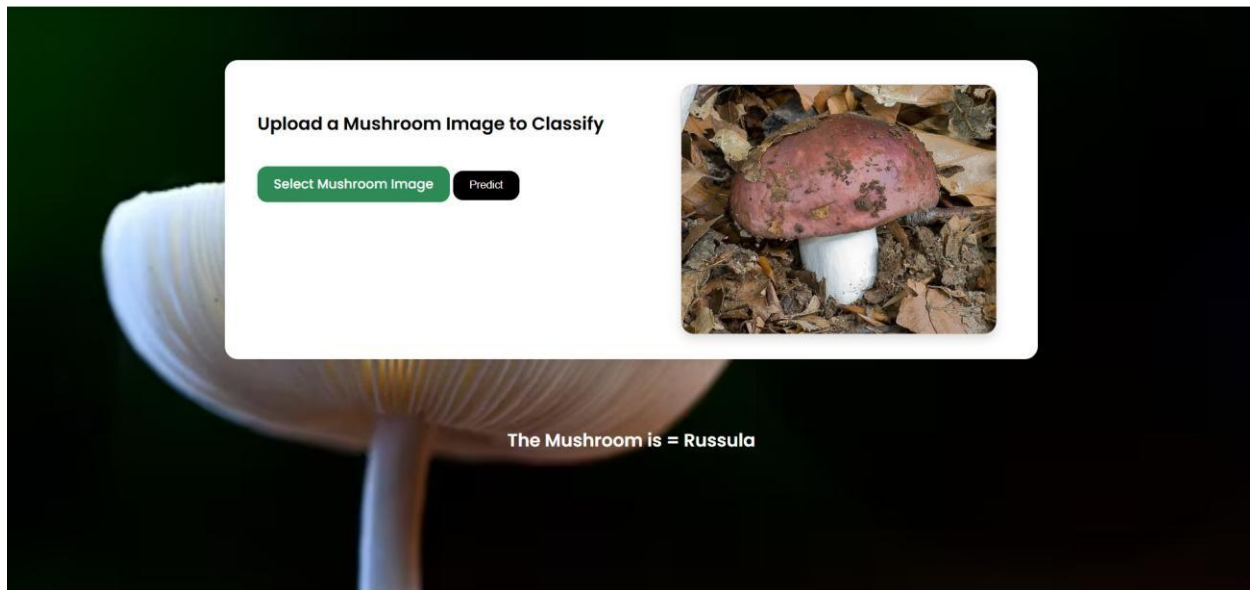 Upload a Mushroom Image to Classify
Select Mushroom Image Predict
The Mushroom is = Russula